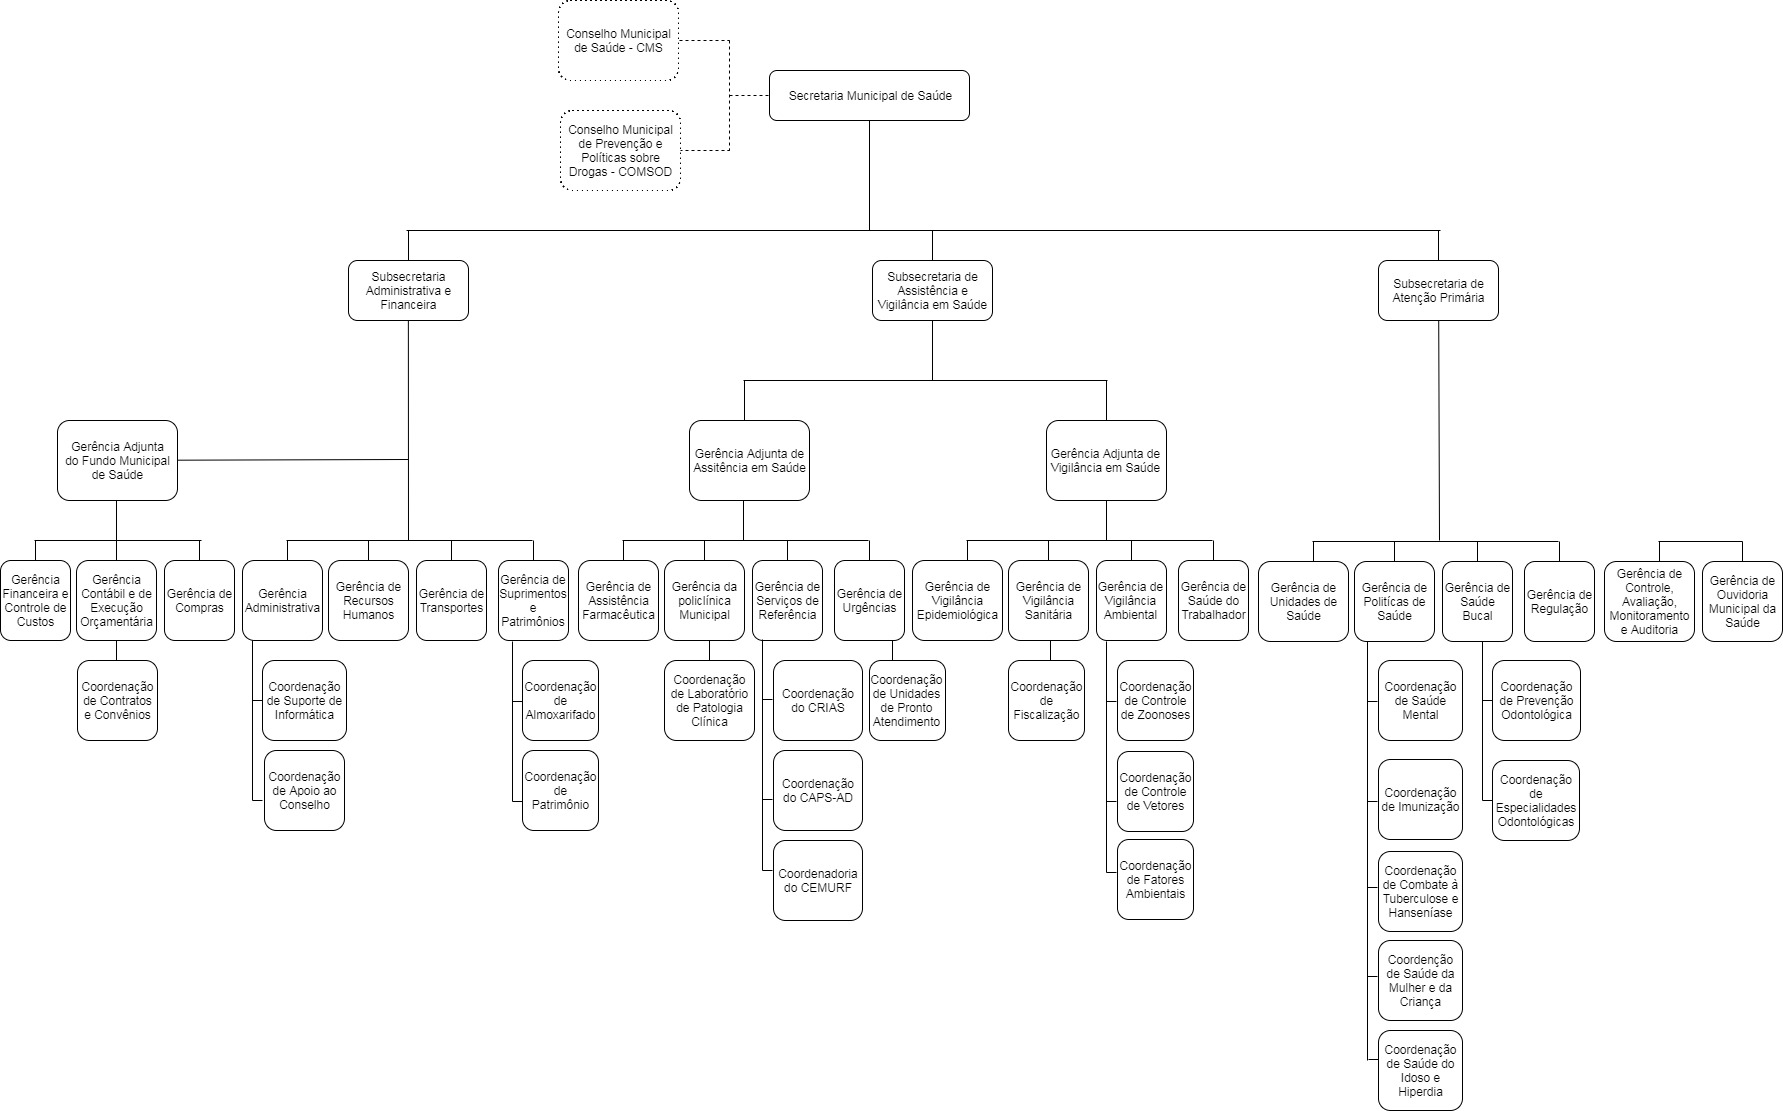 Conselho Municipal
de Saúde - CMS
Secretaria Municipal de Saúde
Conselho Municipal
de Prevenção e
Políticas sobre
Drogas - COMSOD
Subsecretaria
Administrativa e
Financeira
Subsecretaria de
Assistência e
Vigilância em Saúde
Subsecretaria de
Atenção Primária
Gerência Adjunta
do Fundo Municipal
de Saúde
Gerência Adjunta de
Assitência em Saúde
Gerência Adjunta de
Vigilância em Saúde
Gerência
Financeira e
Controle de
Custos
Gerência
Contábil e de
Execução
Orçamentária
Gerência de
Compras
Gerência
Administrativa
Gerência de
Recursos
Humanos
Gerência de
Transportes
Gerência de
Suprimentos
e
Patrimônios
Gerência de
Assistência
Farmacêutica
Gerência da
policlínica
Municipal
Gerência de
Serviços de
Referência
Gerência de
Urgências
Gerência de
Vigilância
Epidemiológica
Gerência de
Vigilância
Sanitária
Gerência de
Vigilância
Ambiental
Gerência de
Saúde do
Trabalhador
Gerência de
Unidades de
Saúde
Gerência de
Politícas de
Saúde
Gerência de
Saúde
Bucal
Gerência de
Regulação
Gerência de
Controle,
Avaliação,
Monitoramento
e Auditoria
Gerência de
Ouvidoria
Municipal da
Saúde
Coordenação
de Contratos
e Convênios
Coordenação
de Suporte de
Informática
Coordenação
de Apoio ao
Conselho
Coordenação
de
Almoxarifado
Coordenação
de
Patrimônio
Coordenação
de Laboratório
de Patologia
Clínica
Coordenação
do CRIAS
Coordenação
do CAPS-AD
Coordenadoria
do CEMURF
Coordenação
de Unidades
de Pronto
Atendimento
Coordenação
de
Fiscalização
Coordenação
de Controle
de Zoonoses
Coordenação
de Controle
de Vetores
Coordenação
de Fatores
Ambientais
Coordenação
de Saúde
Mental
Coordenação
de Imunização
Coordenação
de Combate à
Tuberculose e
Hanseníase
Coordenção
de Saúde da
Mulher e da
Criança
Coordenação
de Saúde do
Idoso e
Hiperdia
Coordenação
de Prevenção
Odontológica
Coordenação
de
Especialidades
Odontológicas